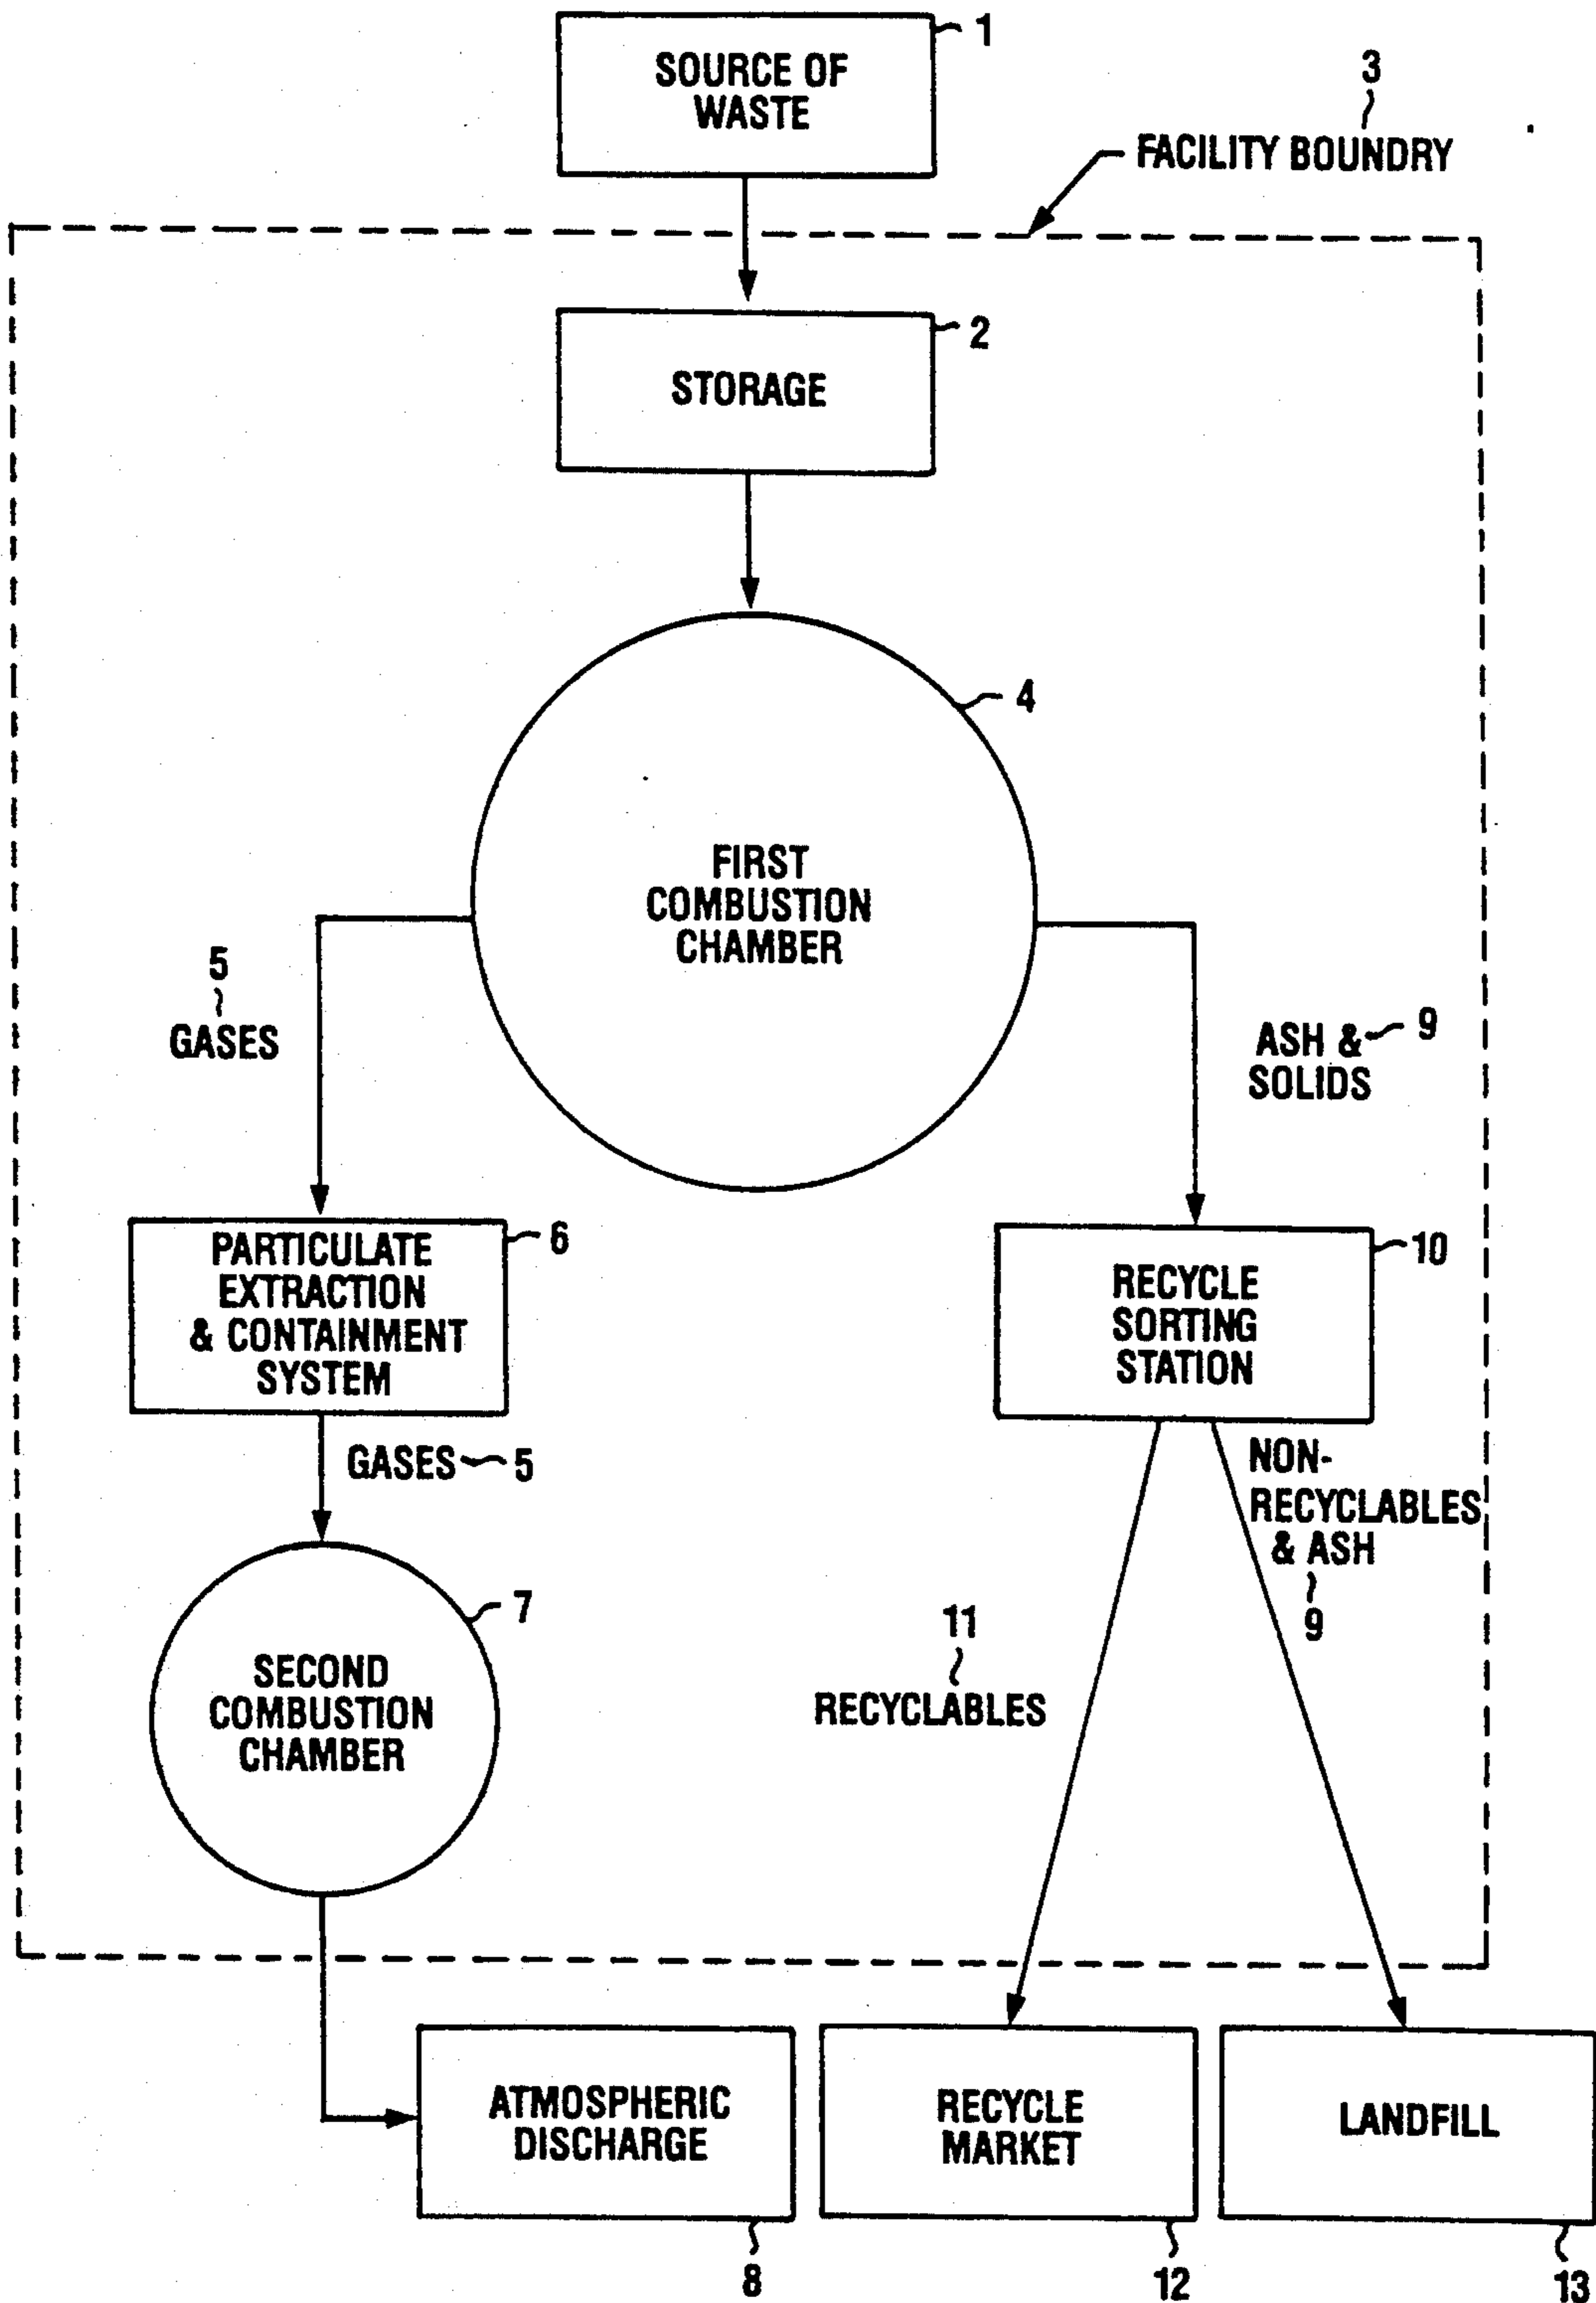 1
SOURCE OF
WASTE
3
FACILITY BOUNDRY
2
STORAGE
4
FIRST
COMBUSTION
CHAMBER
5
GASES
9
ASH &
SOLIDS
6
PARTICULATE
EXTRACTION
& CONTAINMENT
SYSTEM
10
RECYCLE
SORTING
STATION
GASES 5
NON-
RECYCLABLES
& ASH
9
7
SECOND
COMBUSTION
CHAMBER
11
RECYCLABLES
ATMOSPHERIC
DISCHARGE
8
RECYCLE
MARKET
12
LANDFILL
13